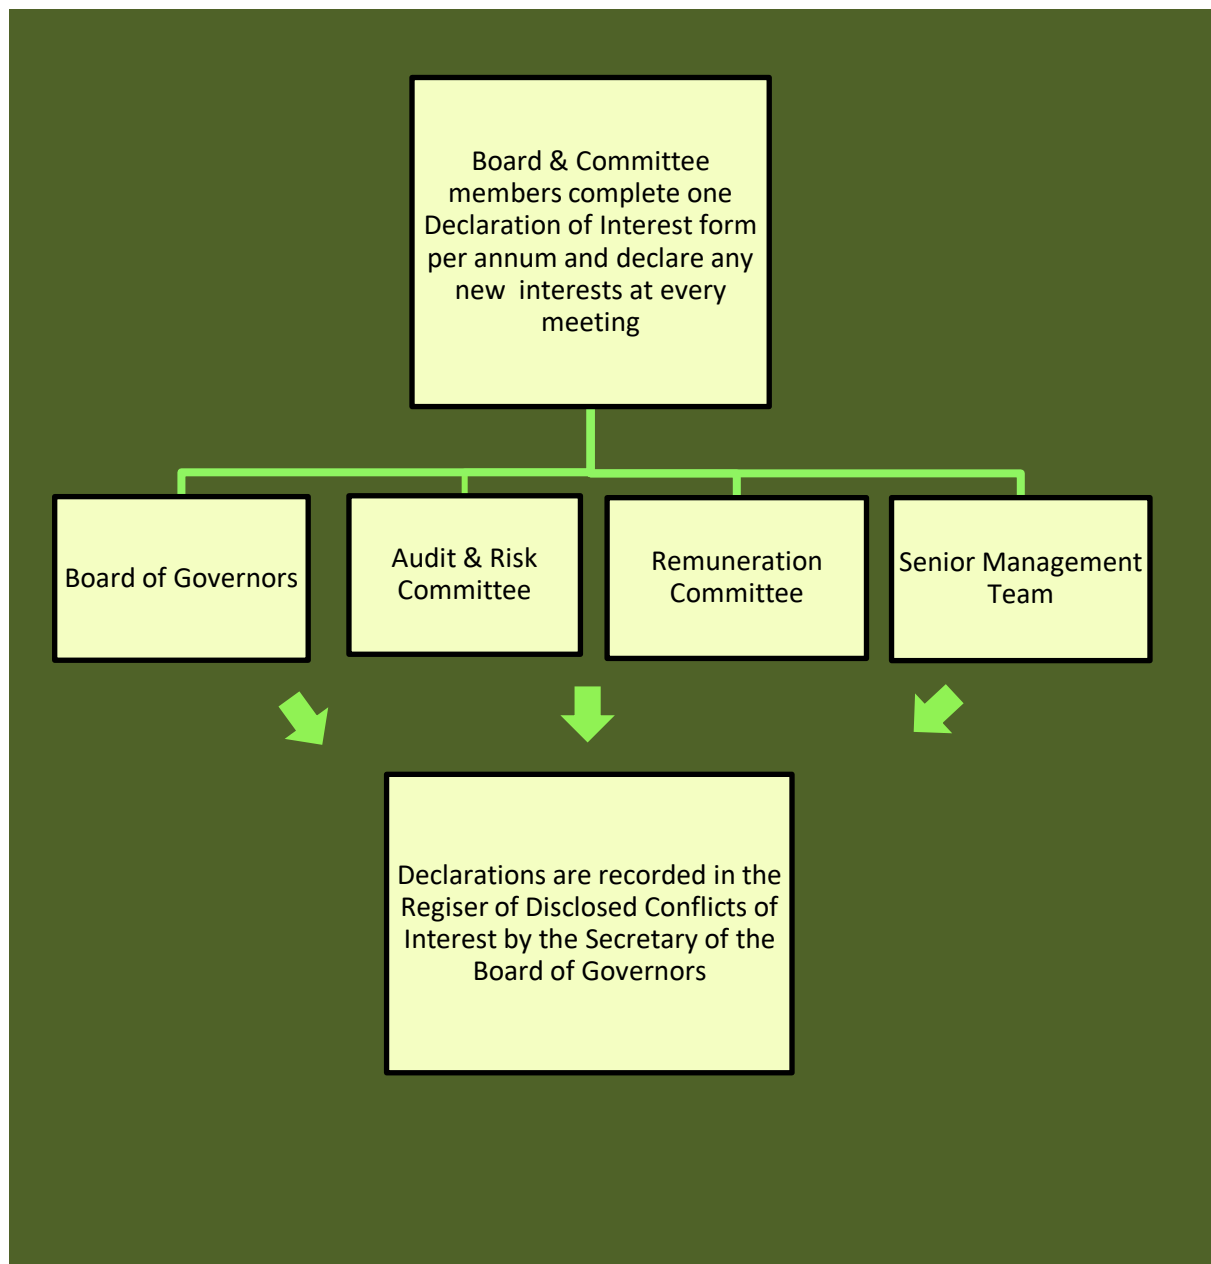 Board & Committee
members complete one
Declaration of Interest form
per annum and declare any
new  interests at every
meeting
Board of Governors
Audit & Risk
Committee
Remuneration
Committee
Senior Management
Team
Declarations are recorded in the
Regiser of Disclosed Conflicts of
Interest by the Secretary of the
Board of Governors